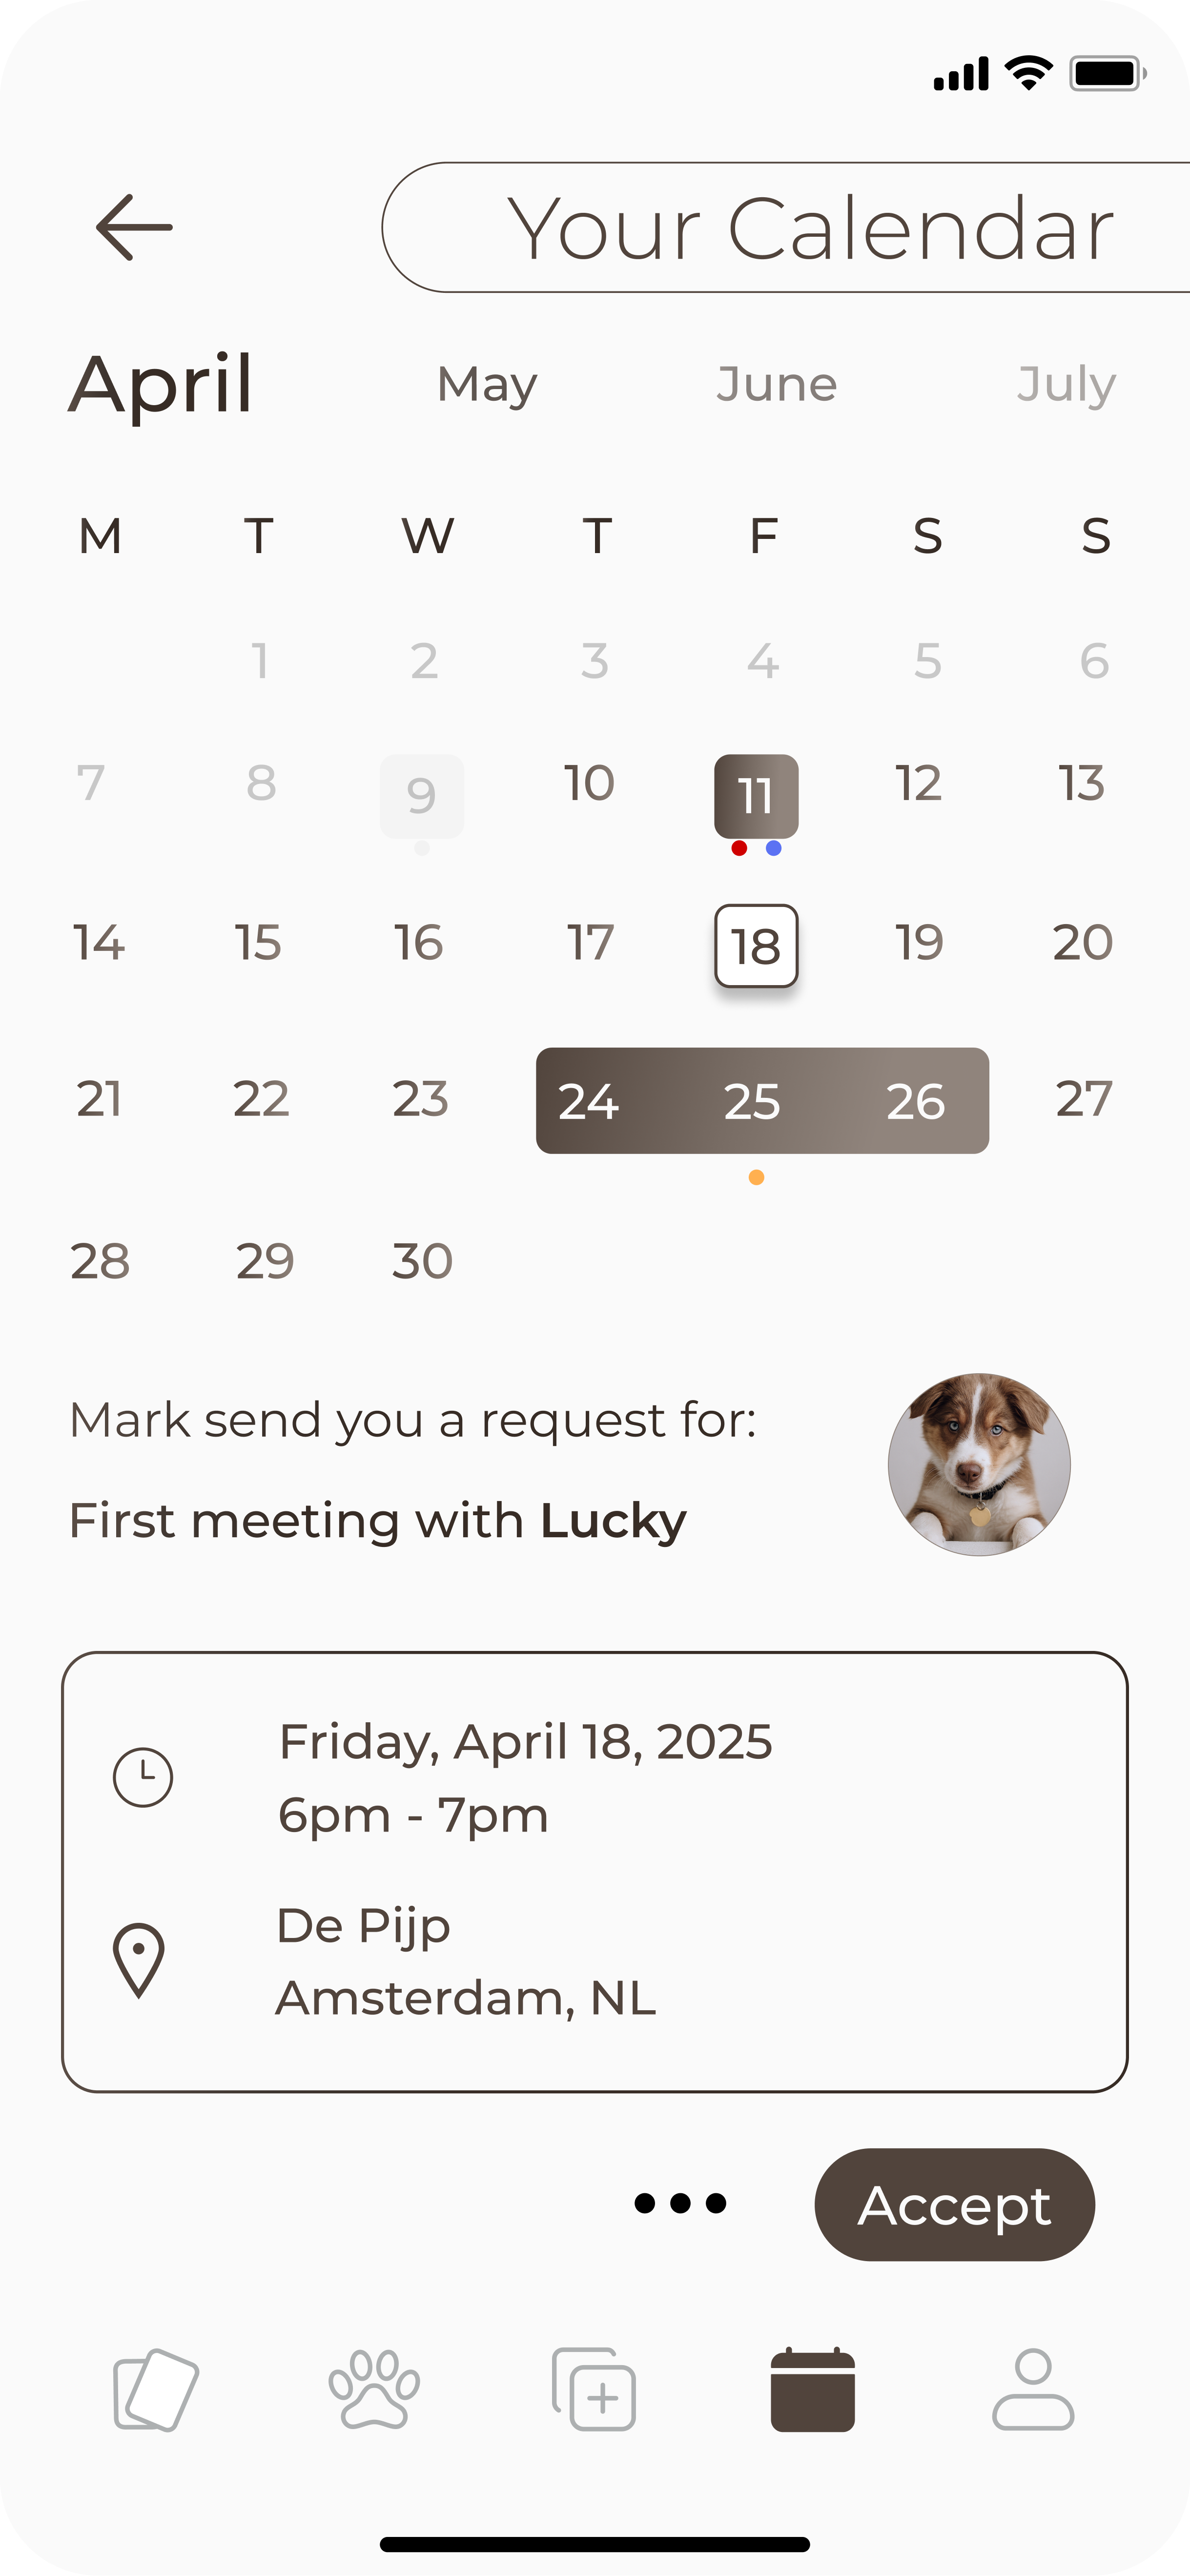 Your Calendar
April May June July
M T W T F S S
1 2 3 4 5 6
7 8 9 10 11 12 13
14 15 16 17 18 19 20
21 22 23 24 25 26 27
28 29 30
Mark send you a request for:
First meeting with Lucky
Friday, April 18, 2025
6pm - 7pm
De Pijp
Amsterdam, NL
Accept